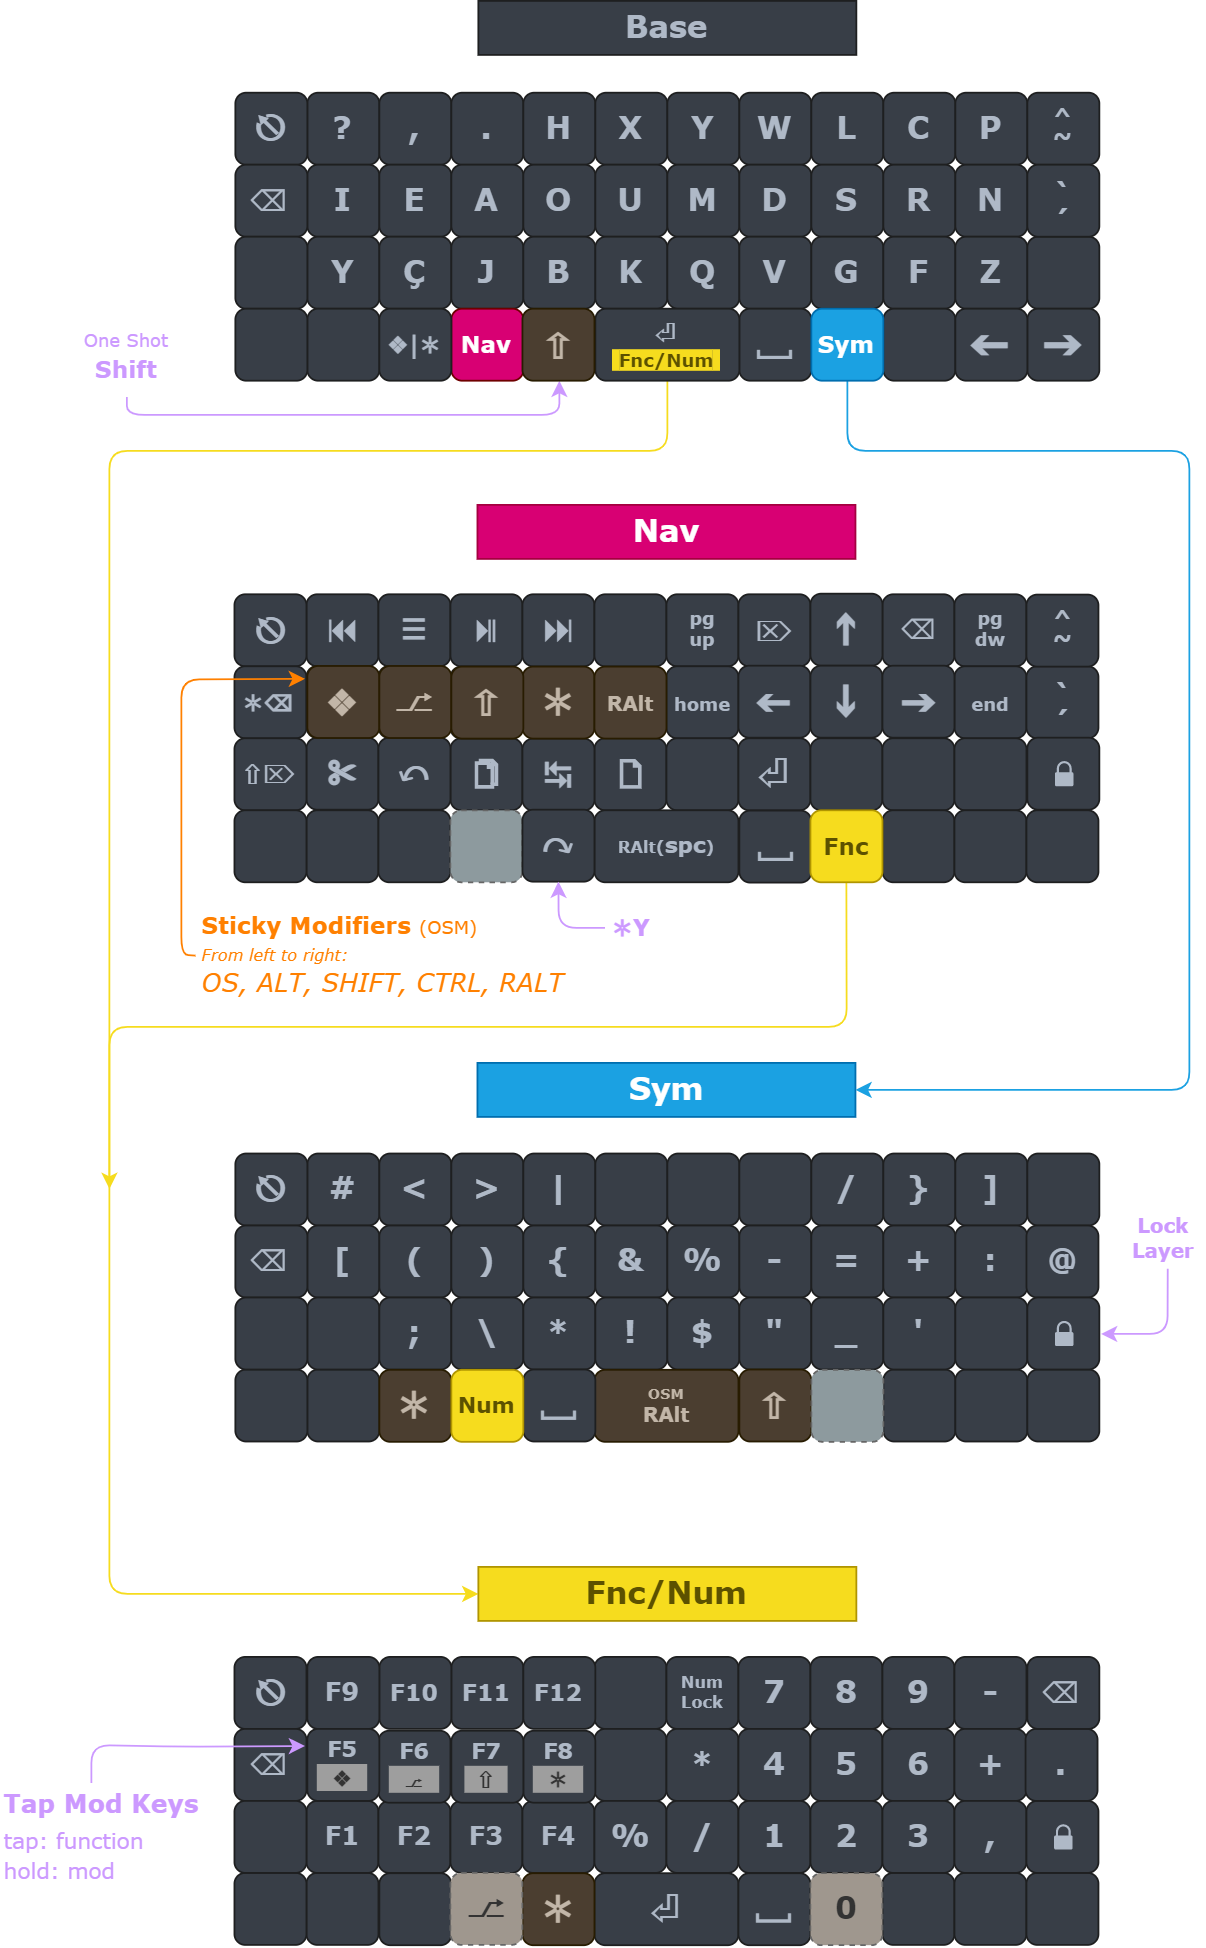 Base
? , . H X Y W L C P ^ ~
I E A O U M D S R N ` ´
Y Ç J B K Q V G F Z
Nav Fnc/Num Sym
One Shot
Shift
Nav
pg up pg dw ^ ~
RAlt home end ` ´
RAlt(spc) Fnc
Sticky Modifiers (OSM)
From left to right:
OS, ALT, SHIFT, CTRL, RALT
*Y
Sym
# < > | / } ]
[ ( ) { & % - = + : @
; \ * ! $ " _ '
* Num OSM RAlt
Lock
Layer
Fnc/Num
F9 F10 F11 F12 Num Lock 7 8 9 -
F5 F6 F7 F8 * 4 5 6 + .
F1 F2 F3 F4 % / 1 2 3 ,
* 0
Tap Mod Keys
tap: function
hold: mod